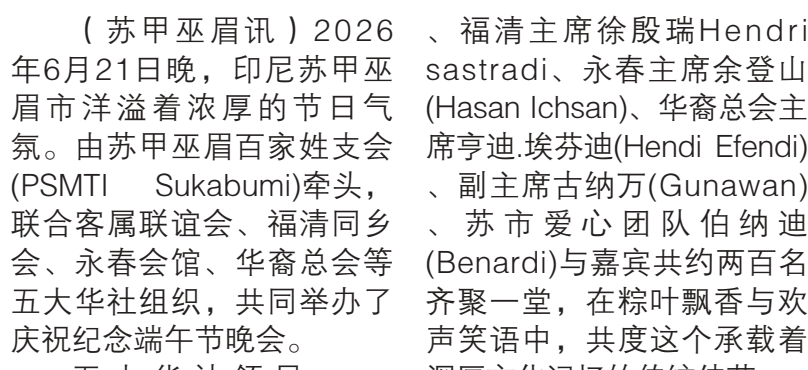 （苏甲巫眉讯）2026
年6月21日晚，印尼苏甲巫
眉市洋溢着浓厚的节日气
氛。由苏甲巫眉百家姓支会
(PSMTI Sukabumi)牵头，
联合客属联谊会、福清同乡
会、永春会馆、华裔总会等
五大华社组织，共同举办了
庆祝纪念端午节晚会。
、福清主席徐殷瑞Hendri
sastradi、永春主席余登山
(Hasan Ichsan)、华裔总会主
席亨迪.埃芬迪(Hendi Efendi)
、副主席古纳万(Gunawan)
、苏市爱心团队伯纳迪
(Benardi)与嘉宾共约两百名
齐聚一堂，在粽叶飘香与欢
声笑语中，共度这个承载着